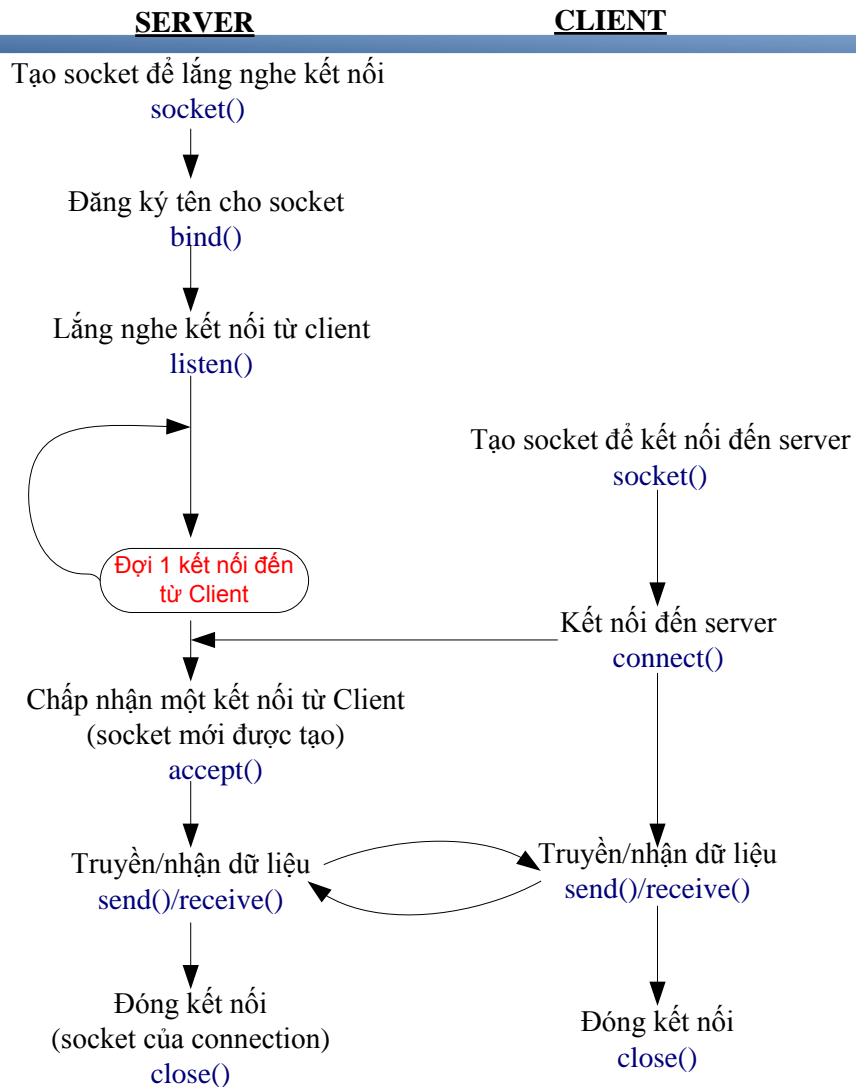 SERVER
CLIENT
Tạo socket để lắng nghe kết nối
socket()
Đăng ký tên cho socket
bind()
Lắng nghe kết nối từ client
listen()
Đợi 1 kết nối đến
từ Client
Chấp nhận một kết nối từ Client
(socket mới được tạo)
accept()
Truyền/nhận dữ liệu
send()/receive()
Đóng kết nối
(socket của connection)
close()
Tạo socket để kết nối đến server
socket()
Kết nối đến server
connect()
Truyền/nhận dữ liệu
send()/receive()
Đóng kết nối
close()